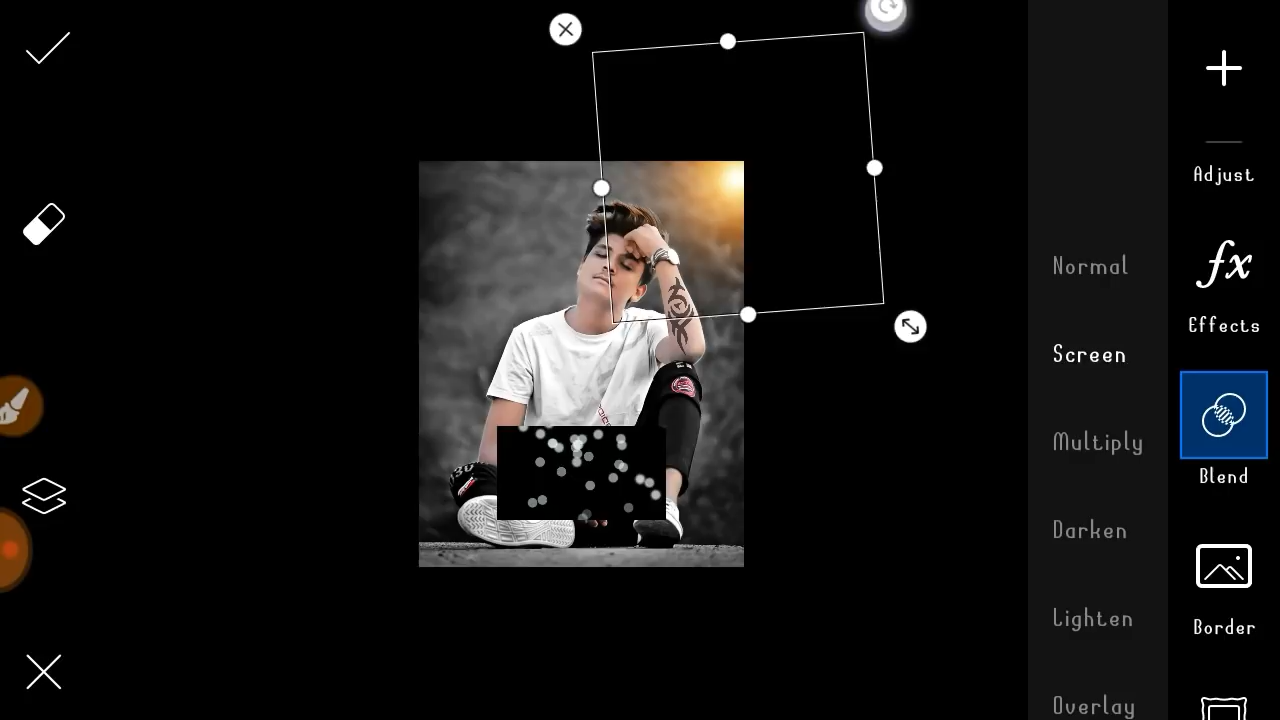 Adjust
Normal
Effects
Screen
Multiply
Blend
Darken
Lighten
Border
Overlay